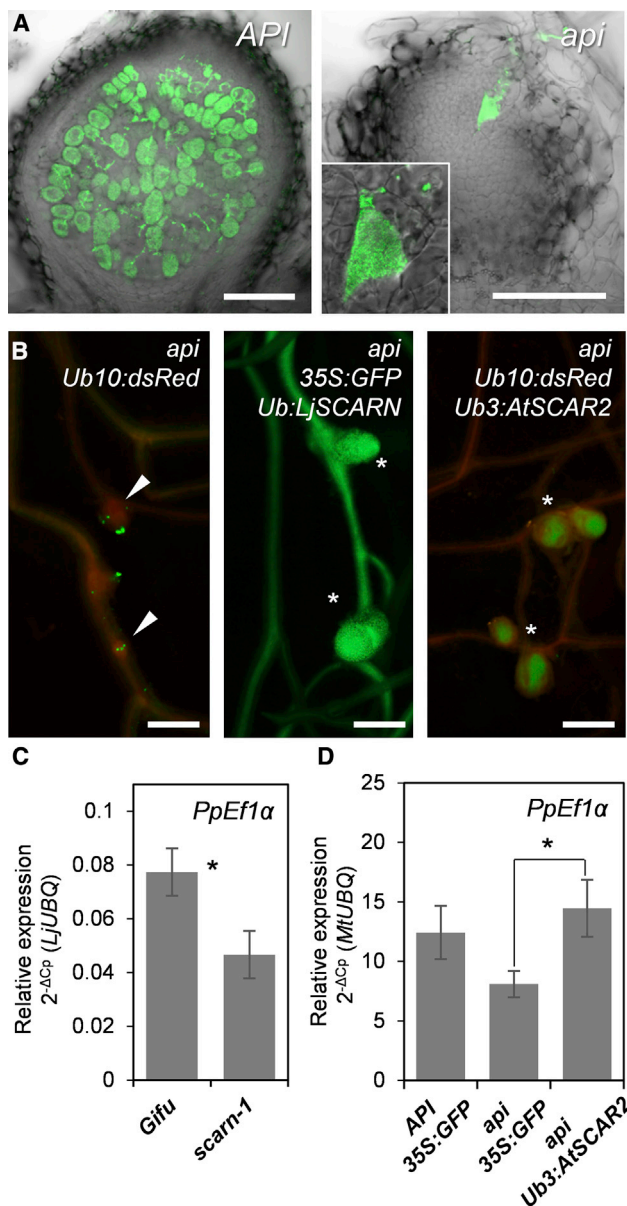 A
API
api
B
api
Ub10:dsRed
api
35S:GFP
Ub:LjSCARN
api
Ub10:dsRed
Ub3:AtSCAR2
*
*
*
*
C
PpEf1α
Relative expression
2-ΔCp (LjUBQ)
0.1
0.08
0.06
0.04
0.02
0
*
Gifu
scarn-1
D
PpEf1α
Relative expression
2-ΔCp (MtUBQ)
25
20
15
10
5
0
*
API
35S:GFP
api
35S:GFP
api
Ub3:AtSCAR2